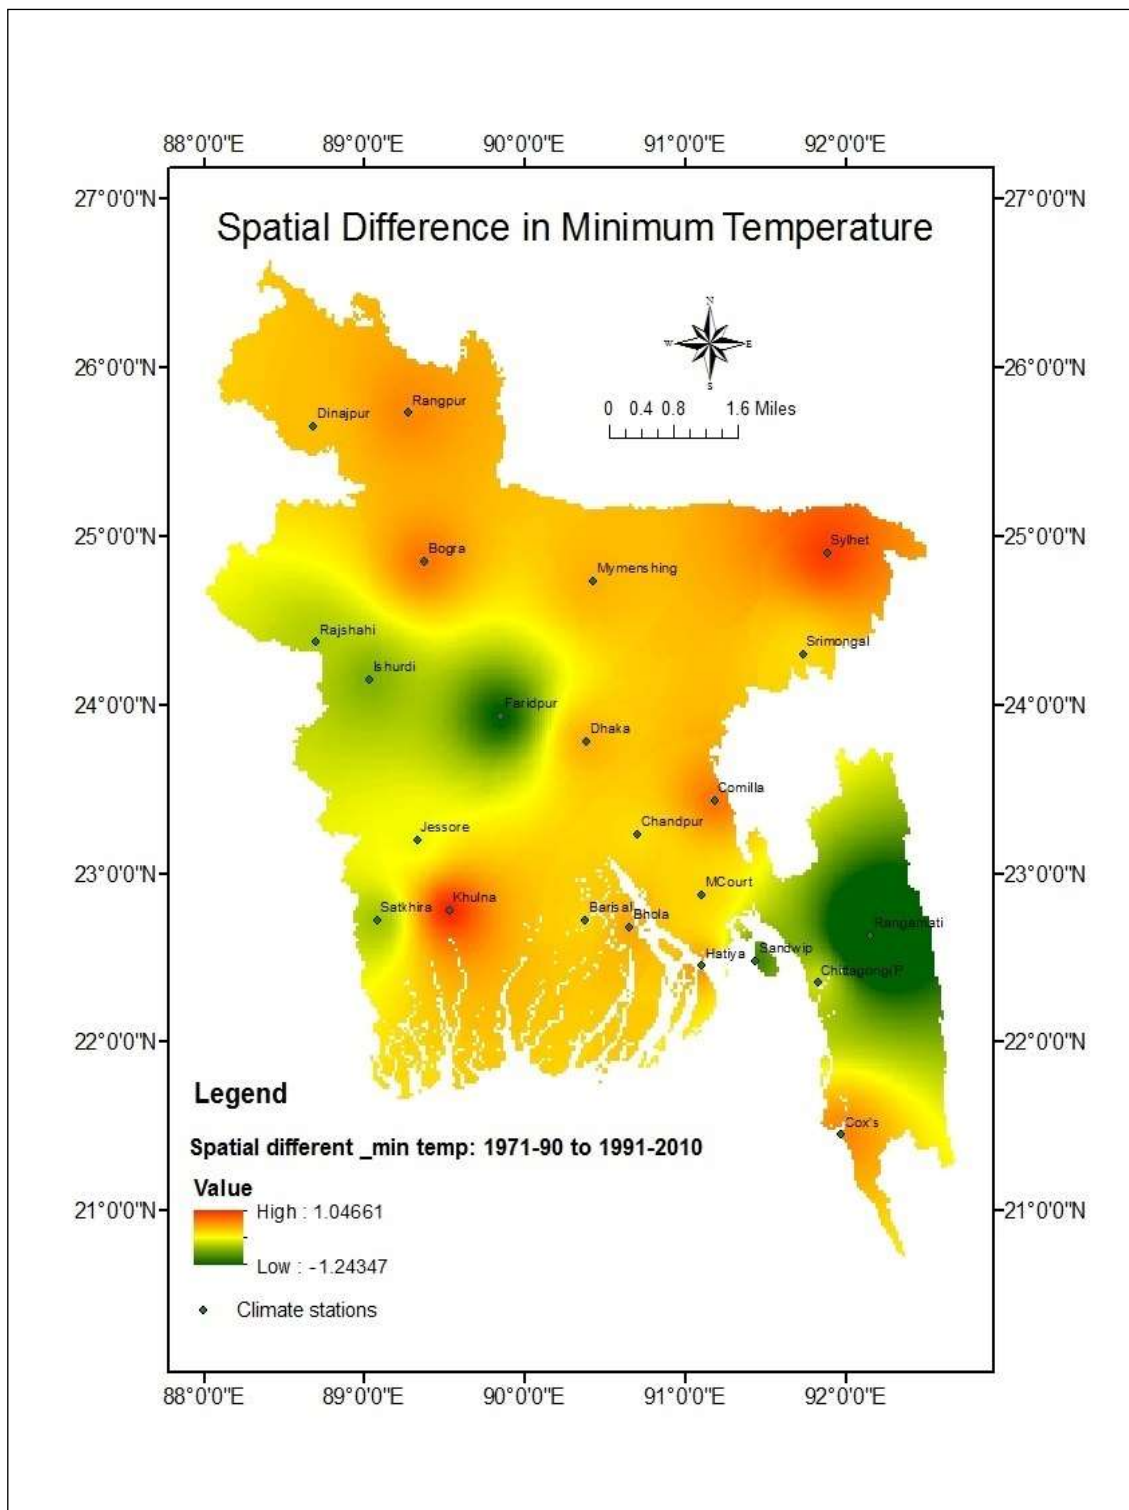 88°0'0"E 89°0'0"E 90°0'0"E 91°0'0"E 92°0'0"E
27°0'0"N 27°0'0"N
Spatial Difference in Minimum Temperature
N
W E
S
26°0'0"N 26°0'0"N
0 0.4 0.8 1.6 Miles
Rangpur
Dinajpur
25°0'0"N 25°0'0"N
Sylhet
Bogra
Mymenshing
Srimongal
Rajshahi
Ishurdi
24°0'0"N 24°0'0"N
Faridpur
Dhaka
Comilla
Chandpur
Jessore
23°0'0"N 23°0'0"N
MCourt
Khulna
Satkhira
Barisal
Bhola
Rangamati
Hatiya
Sandwip
Chittagong(P
22°0'0"N 22°0'0"N
Legend
Cox's
Spatial different _min temp: 1971-90 to 1991-2010
Value
21°0'0"N 21°0'0"N
High : 1.04661
Low : -1.24347
Climate stations
88°0'0"E 89°0'0"E 90°0'0"E 91°0'0"E 92°0'0"E